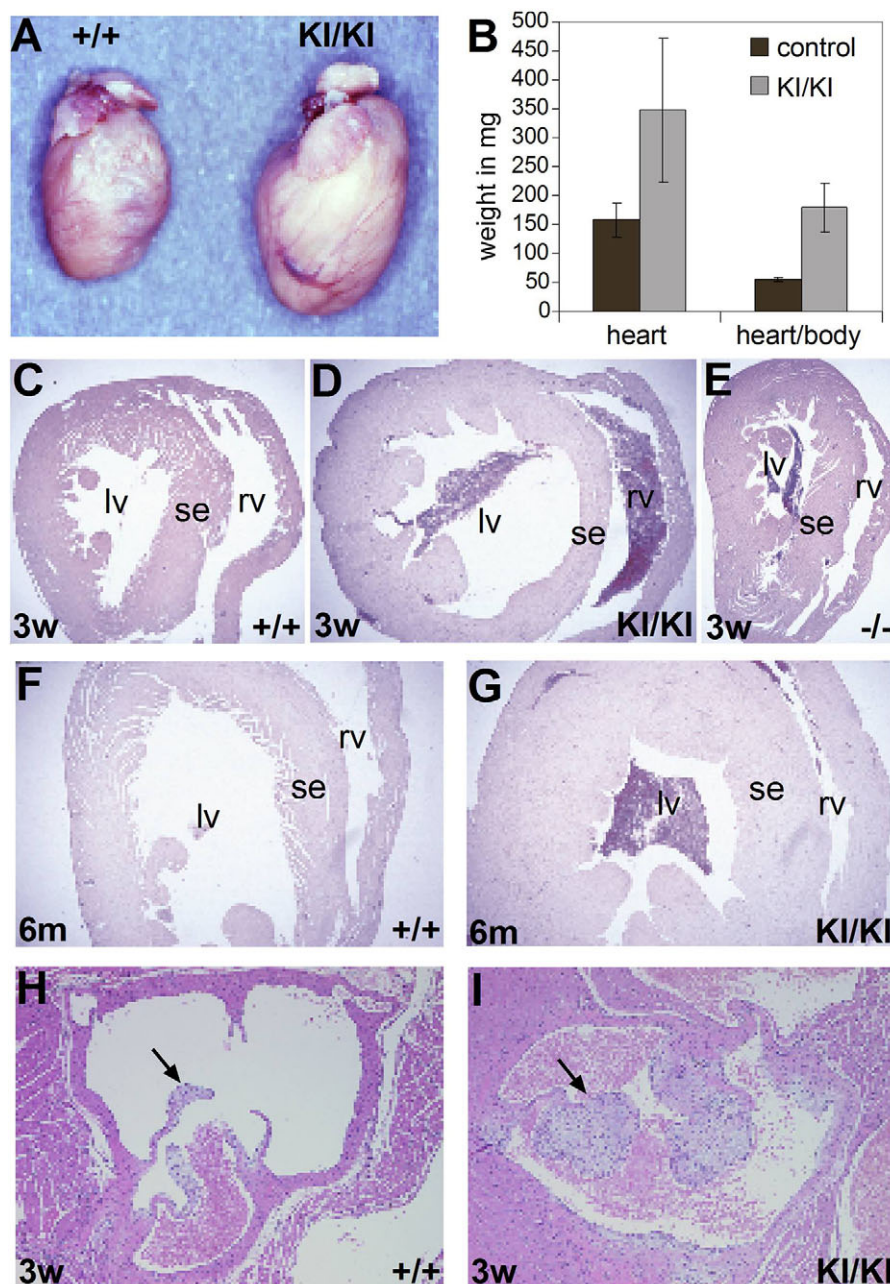 A
+/+
KI/KI
B
500
450
400
350
300
250
200
150
100
50
0
weight in mg
control
KI/KI
heart
heart/body
C
lv
se
rv
3w
+/+
D
lv
se
rv
3w
KI/KI
E
lv
se
rv
3w
-/-
F
lv
se
rv
6m
+/+
G
lv
se
rv
6m
KI/KI
H
3w
+/+
I
3w
KI/KI